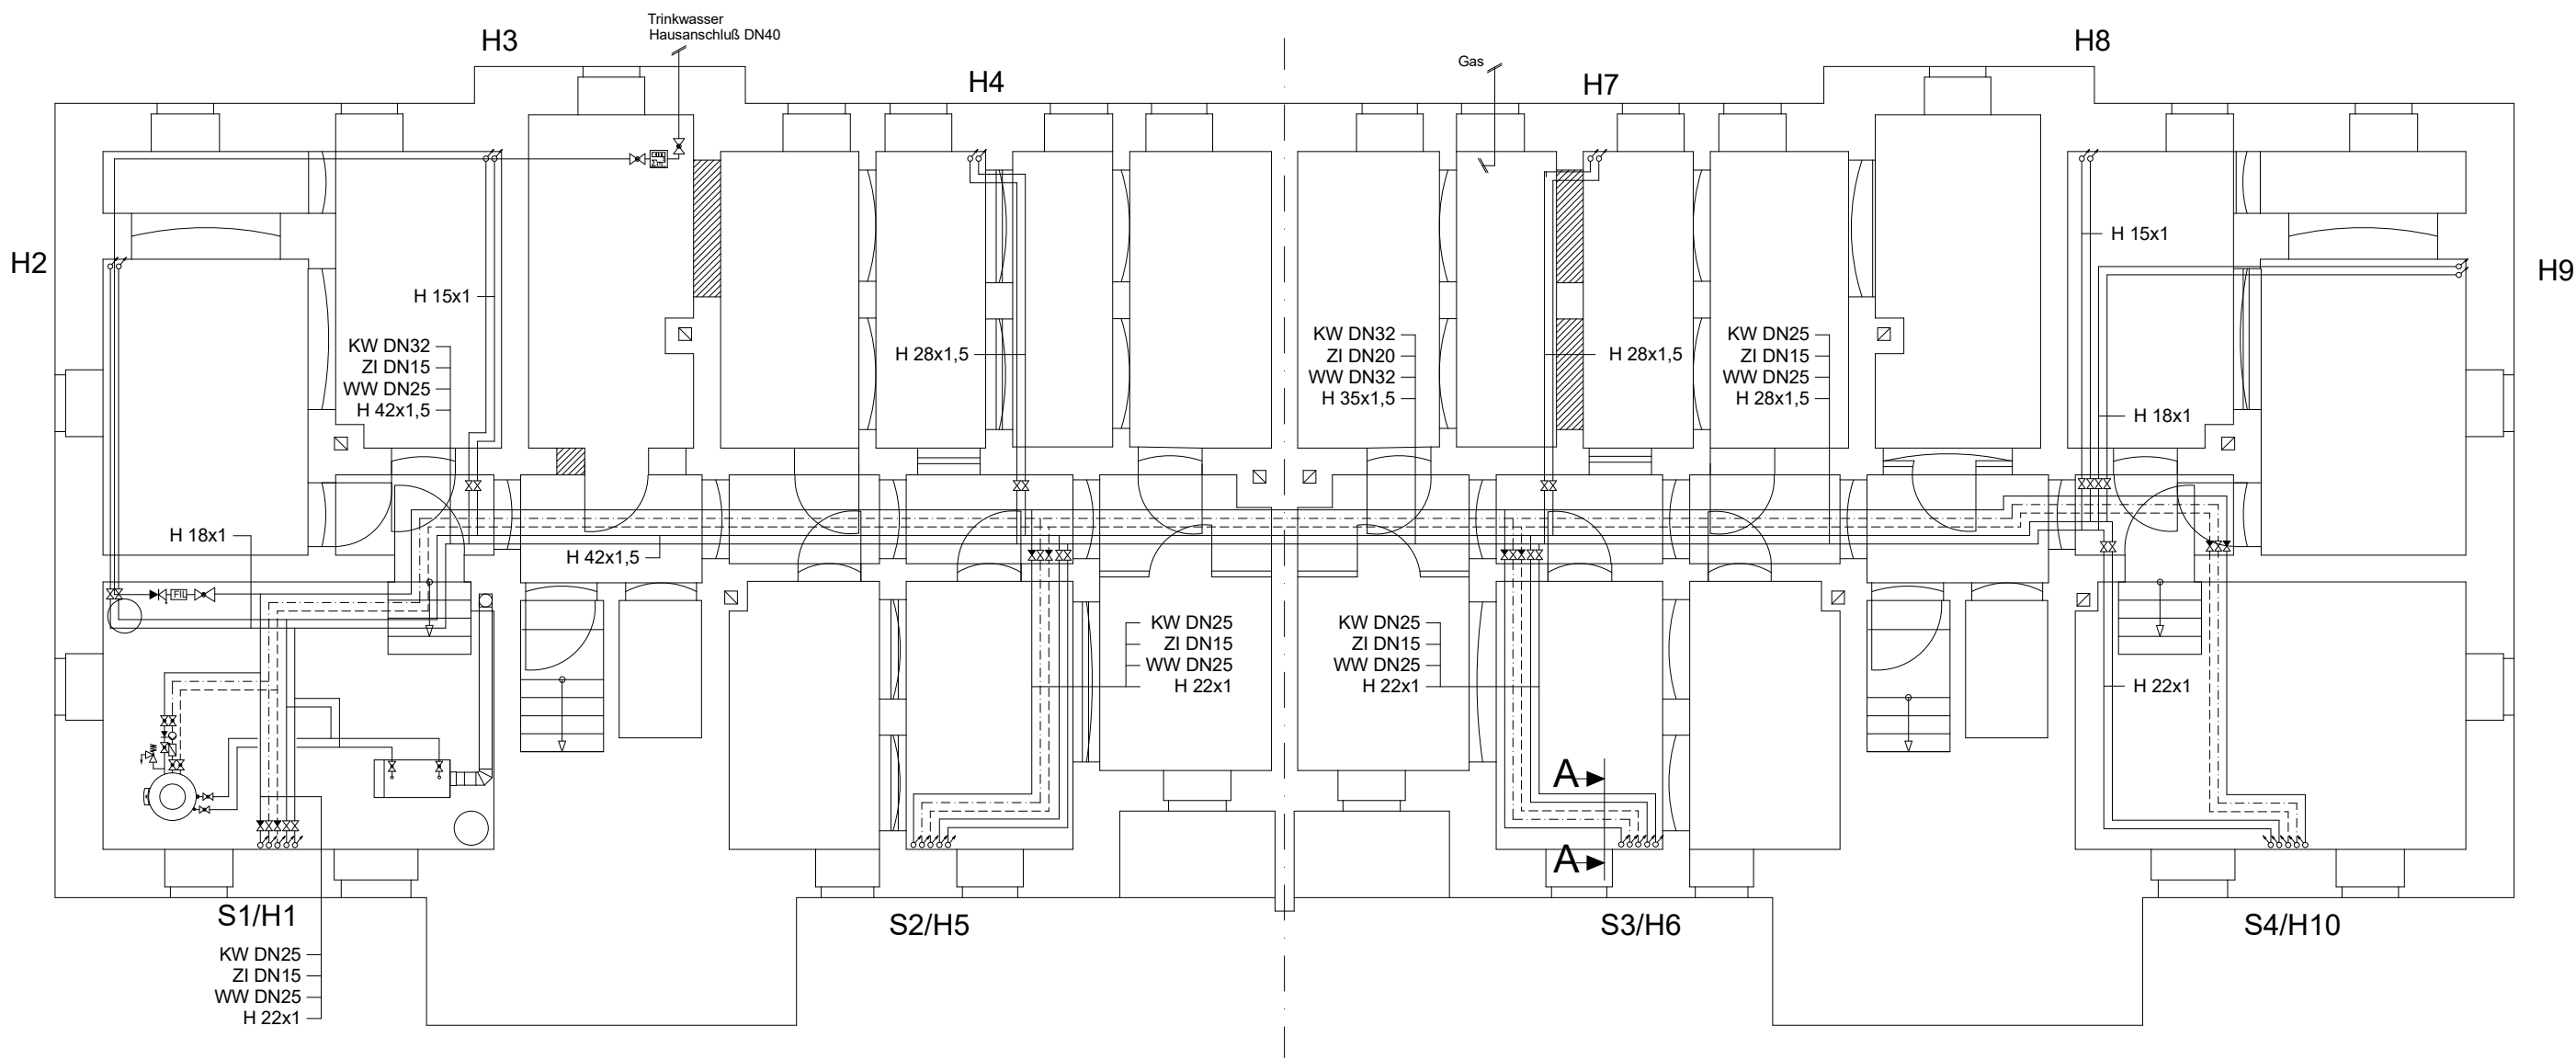 Trinkwasser
Hausanschluß DN40
H3
H4
Gas
H7
H8
H2
H9
H 15x1
H 15x1
KW DN32
ZI DN15
WW DN25
H 42x1,5
H 28x1,5
KW DN32
ZI DN20
WW DN32
H 35x1,5
H 28x1,5
KW DN25
ZI DN15
WW DN25
H 28x1,5
H 18x1
H 18x1
H 42x1,5
FIL
KW DN25
ZI DN15
WW DN25
H 22x1
KW DN25
ZI DN15
WW DN25
H 22x1
H 22x1
A
A
S1/H1
S2/H5
S3/H6
S4/H10
KW DN25
ZI DN15
WW DN25
H 22x1